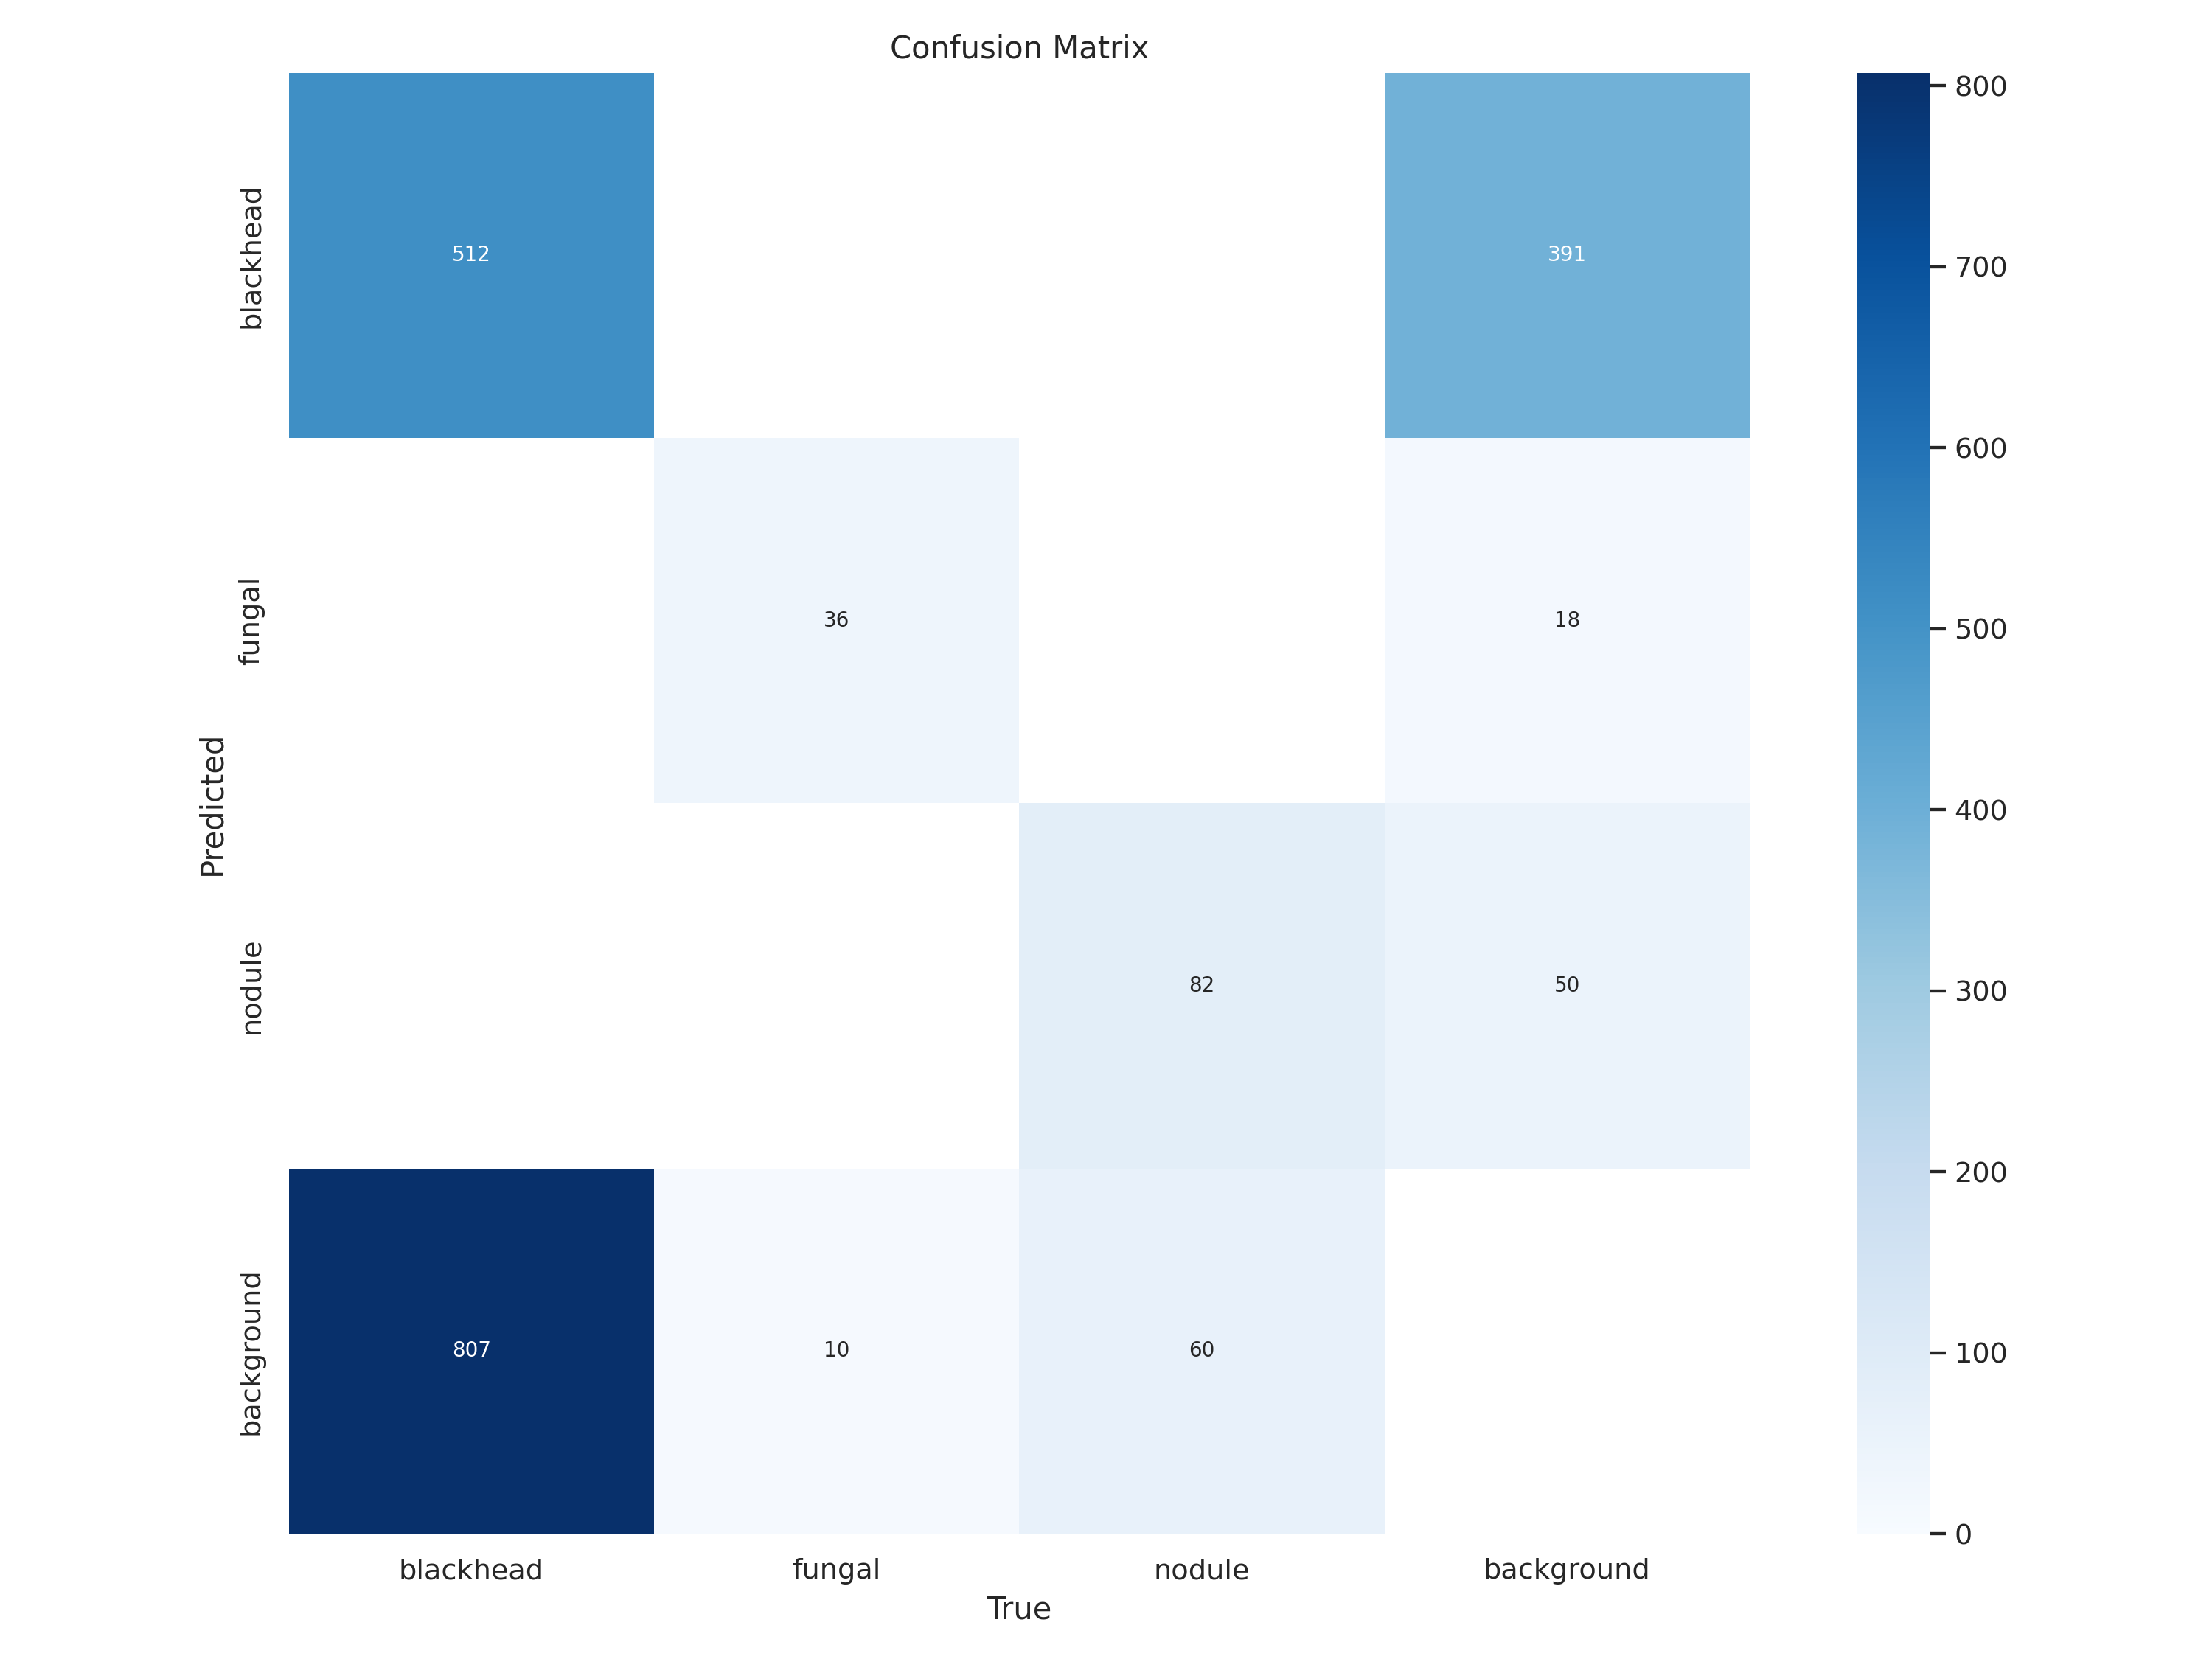 Confusion Matrix
blackhead
fungal
nodule
background
Predicted
512
391
36
18
82
50
807
10
60
blackhead fungal nodule background
True
800
700
600
500
400
300
200
100
0